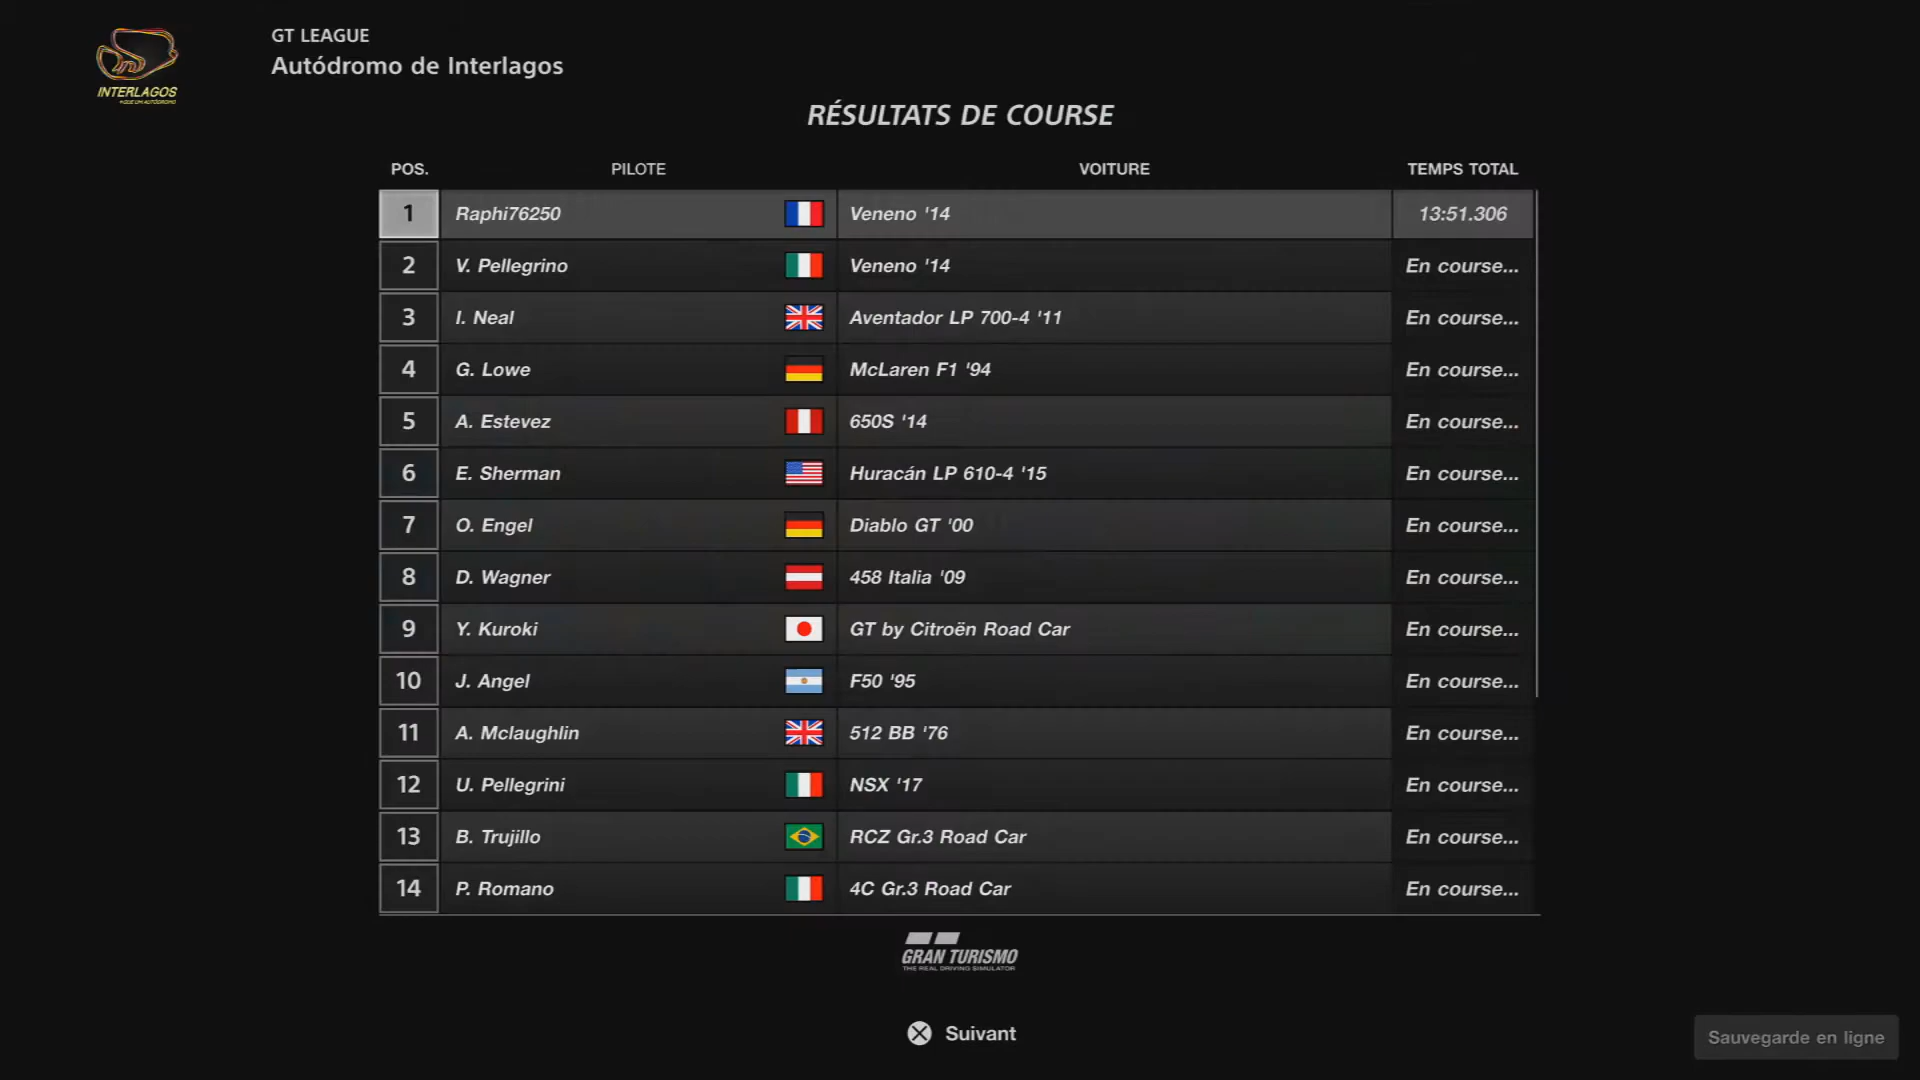 GT LEAGUE
Autódromo de Interlagos
INTERLAGOS
RÉSULTATS DE COURSE
POS. PILOTE VOITURE TEMPS TOTAL
1 Raphi76250 Veneno '14 13:51.306
2 V. Pellegrino Veneno '14 En course...
3 I. Neal Aventador LP 700-4 '11 En course...
4 G. Lowe McLaren F1 '94 En course...
5 A. Estevez 650S '14 En course...
6 E. Sherman Huracán LP 610-4 '15 En course...
7 O. Engel Diablo GT '00 En course...
8 D. Wagner 458 Italia '09 En course...
9 Y. Kuroki GT by Citroën Road Car En course...
10 J. Angel F50 '95 En course...
11 A. Mclaughlin 512 BB '76 En course...
12 U. Pellegrini NSX '17 En course...
13 B. Trujillo RCZ Gr.3 Road Car En course...
14 P. Romano 4C Gr.3 Road Car En course...
GRAN TURISMO
THE REAL DRIVING SIMULATOR
Suivant
Sauvegarde en ligne